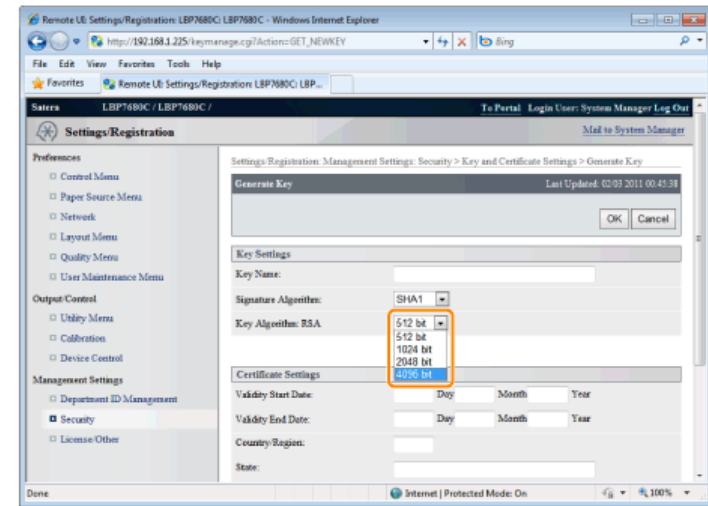 Remote UI: Settings/Registration: LBP7680C: LBP7680C - Windows Internet Explorer
http://192.168.1.225/keymanage.cgi?Action=GET_NEWKEY
Bing
File Edit View Favorites Tools Help
Favorites Remote UI: Settings/Registration: LBP7680C: LBP...
Satera LBP7680C / LBP7680C / To Portal Login User: System Manager Log Out
Settings/Registration Mail to System Manager
Preferences
Control Menu
Paper Source Menu
Network
Layout Menu
Quality Menu
User Maintenance Menu
Output/Control
Utility Menu
Calibration
Device Control
Management Settings
Department ID Management
Security
License/Other
Settings/Registration: Management Settings: Security > Key and Certificate Settings > Generate Key
Generate Key Last Updated: 02/03 2011 00:45:38
OK Cancel
Key Settings
Key Name:
Signature Algorithm: SHA1
Key Algorithm: RSA 512 bit
512 bit
1024 bit
2048 bit
4096 bit
Certificate Settings
Validity Start Date: Day Month Year
Validity End Date: Day Month Year
Country/Region:
State:
Done Internet | Protected Mode: On 100%